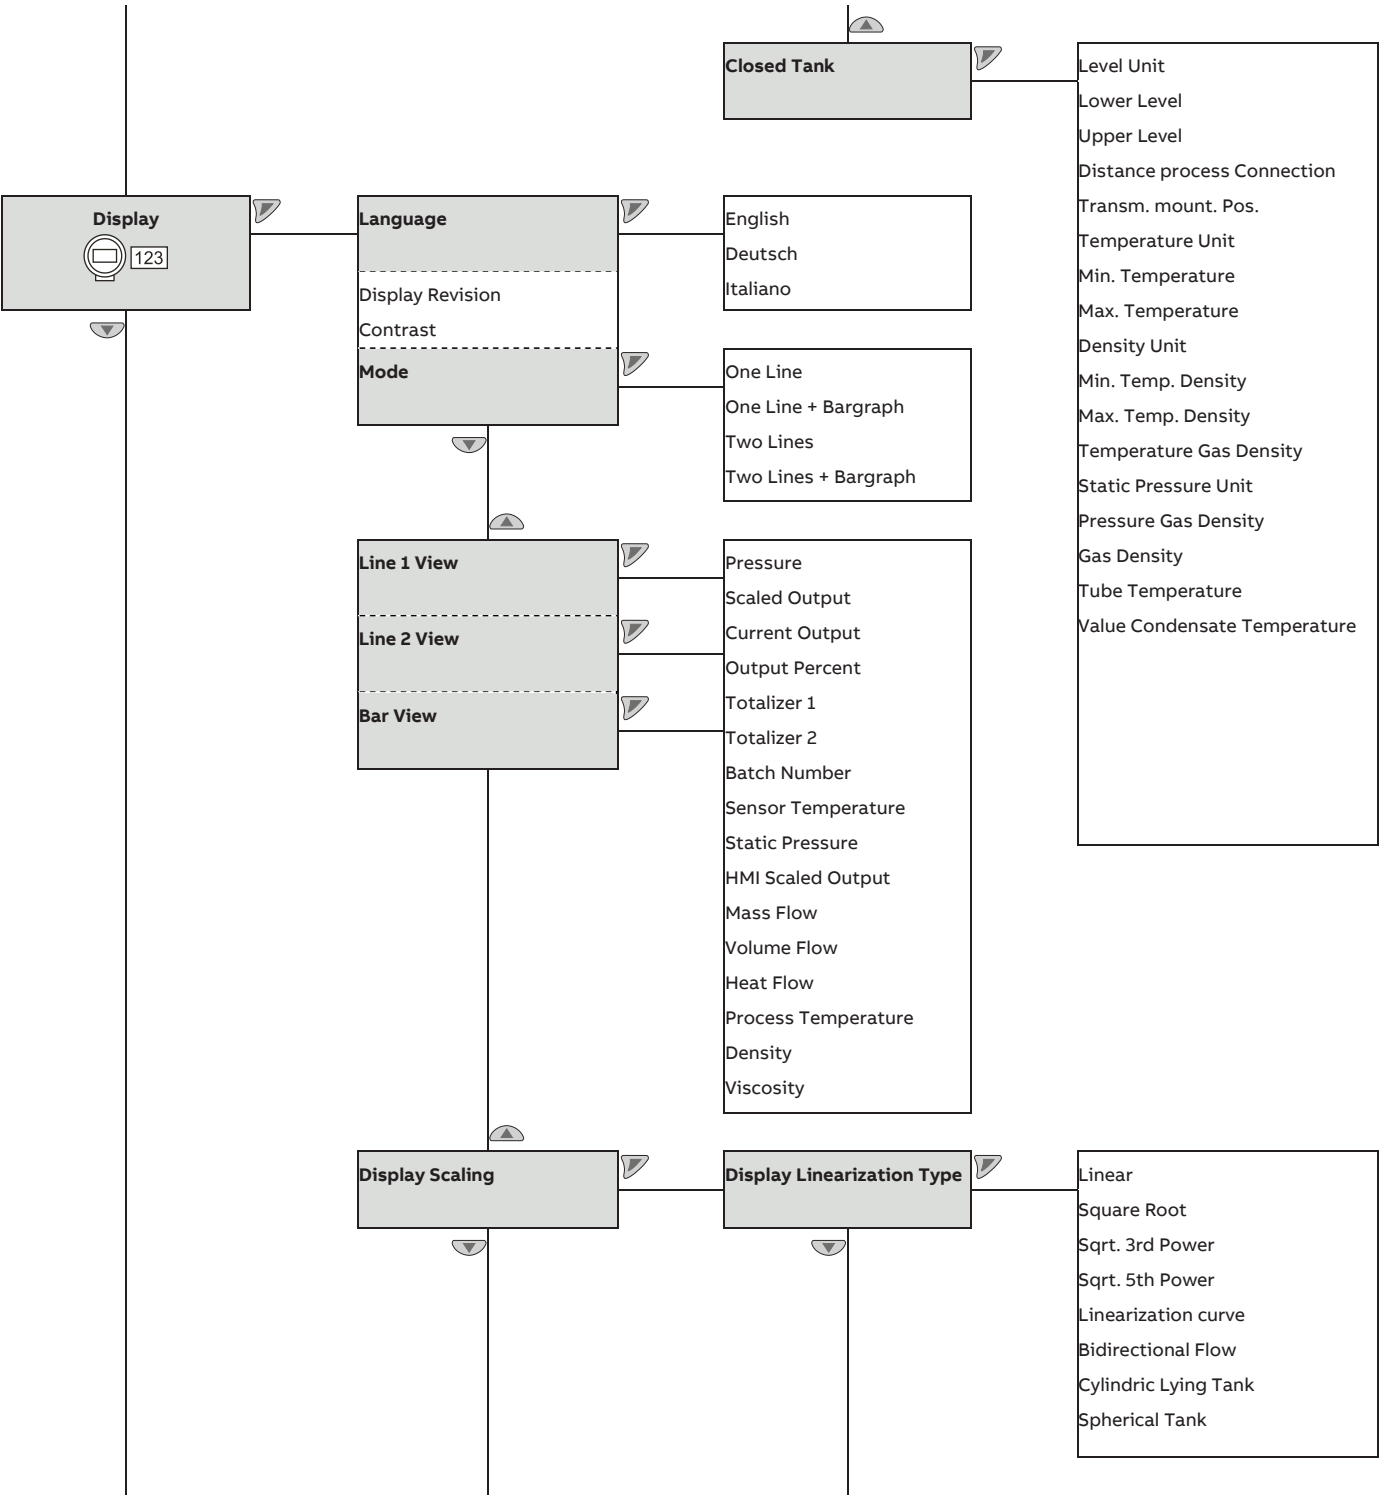 Closed Tank
Level Unit
Lower Level
Upper Level
Distance process Connection
Transm. mount. Pos.
Temperature Unit
Min. Temperature
Max. Temperature
Density Unit
Min. Temp. Density
Max. Temp. Density
Temperature Gas Density
Static Pressure Unit
Pressure Gas Density
Gas Density
Tube Temperature
Value Condensate Temperature
Display
123
Language
Display Revision
Contrast
Mode
English
Deutsch
Italiano
One Line
One Line + Bargraph
Two Lines
Two Lines + Bargraph
Line 1 View
Line 2 View
Bar View
Pressure
Scaled Output
Current Output
Output Percent
Totalizer 1
Totalizer 2
Batch Number
Sensor Temperature
Static Pressure
HMI Scaled Output
Mass Flow
Volume Flow
Heat Flow
Process Temperature
Density
Viscosity
Display Scaling
Display Linearization Type
Linear
Square Root
Sqrt. 3rd Power
Sqrt. 5th Power
Linearization curve
Bidirectional Flow
Cylindric Lying Tank
Spherical Tank